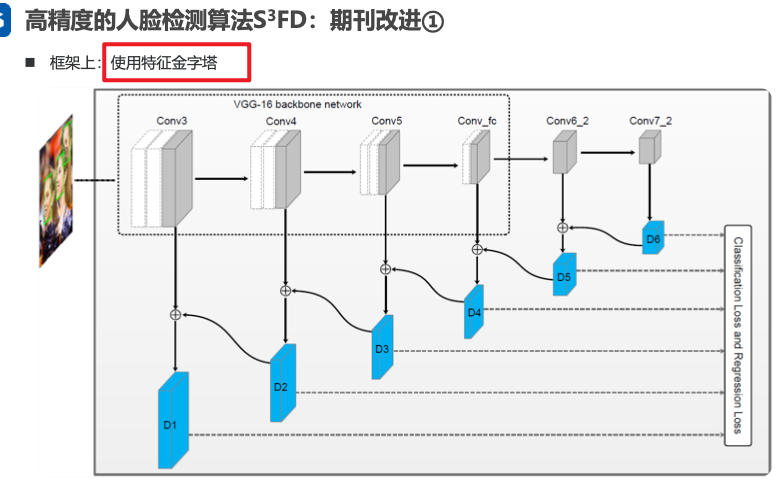 高精度的人脸检测算法S³FD：期刊改进①
■ 框架上：使用特征金字塔
VGG-16 backbone network
Conv3
Conv4
Conv5
Conv_fc
Conv6_2
Conv7_2
D6
D5
D4
D3
D2
D1
Classification Loss and Regression Loss